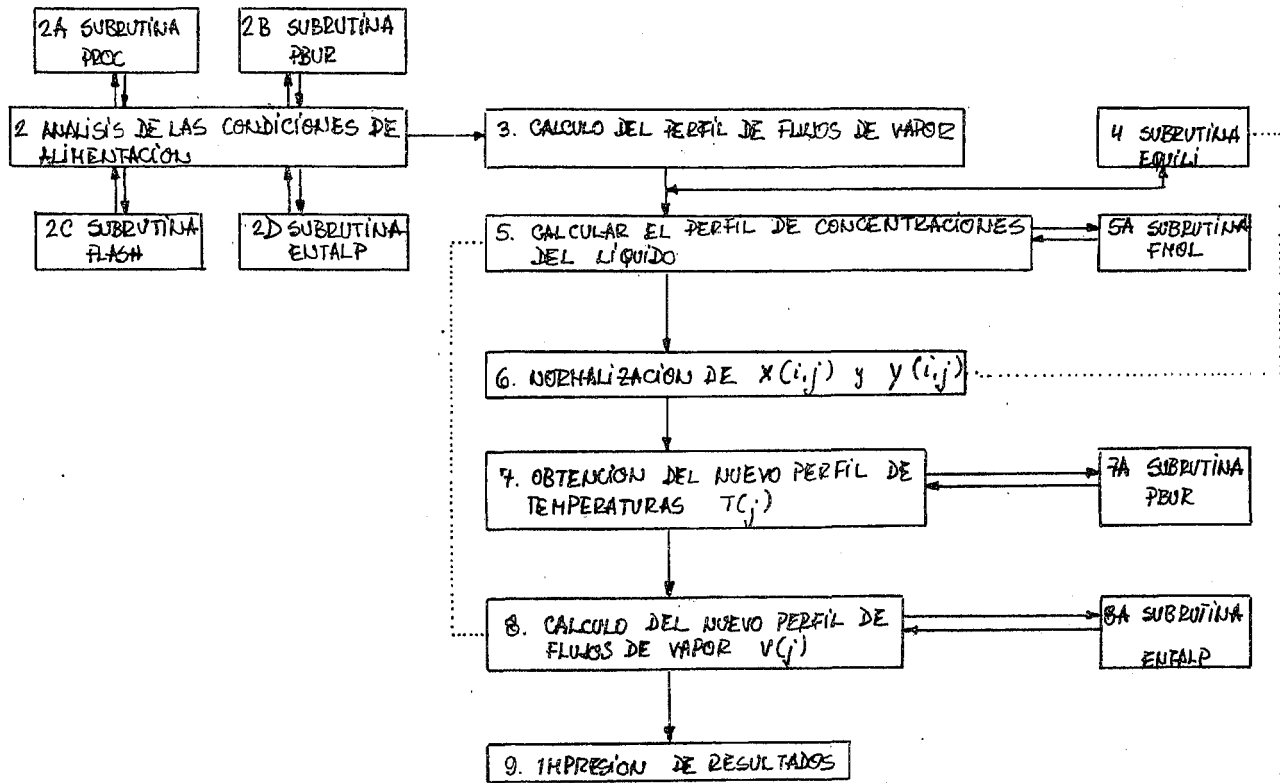 2A SUBRUTINA
PROC
2B SUBRUTINA
PBUR
2 ANALISIS DE LAS CONDICIONES DE
ALIMENTACION
2C SUBRUTINA
FLASH
2D SUBRUTINA
ENTALP
3. CALCULO DEL PERFIL DE FLUJOS DE VAPOR
4 SUBRUTINA
EQUILI
5. CALCULAR EL PERFIL DE CONCENTRACIONES
DEL LIQUIDO
5A SUBRUTINA
FMOL
6. NORMALIZACION DE X(i,j) y Y(i,j)
7. OBTENCION DEL NUEVO PERFIL DE
TEMPERATURAS T(j)
7A SUBRUTINA
PBUR
8. CALCULO DEL NUEVO PERFIL DE
FLUJOS DE VAPOR V(j)
8A SUBRUTINA
ENTALP
9. IMPRESION DE RESULTADOS